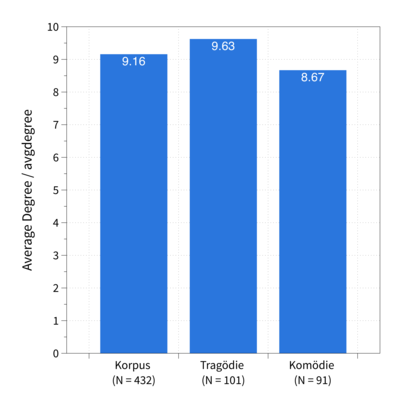 Average Degree / avgdegree
10
9
8
7
6
5
4
3
2
1
0
9.16
9.63
8.67
Korpus
(N = 432)
Tragödie
(N = 101)
Komödie
(N = 91)